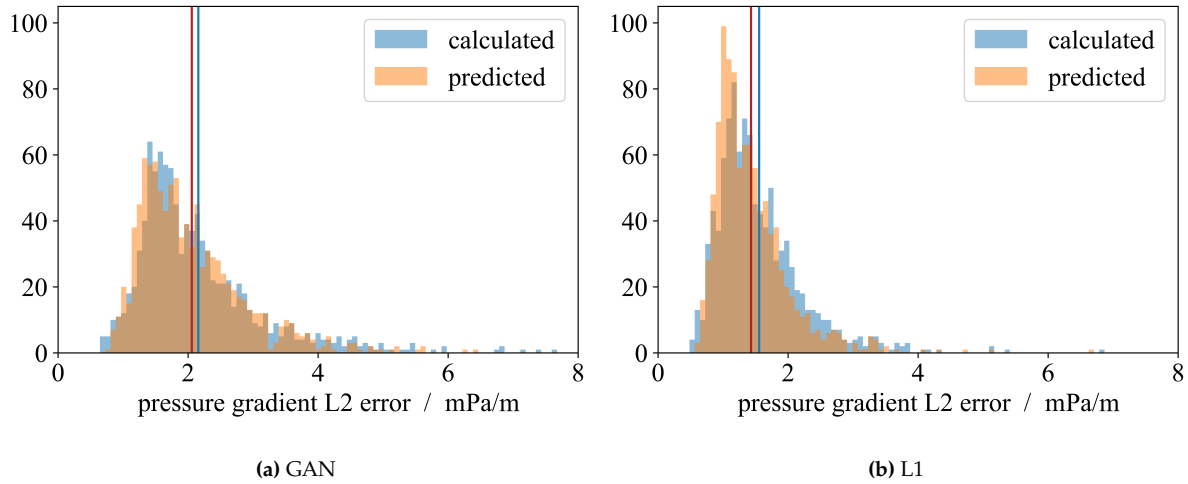 100
80
60
40
20
0
0 2 4 6 8
calculated
predicted
pressure gradient L2 error / mPa/m
(a) GAN
100
80
60
40
20
0
0 2 4 6 8
calculated
predicted
pressure gradient L2 error / mPa/m
(b) L1